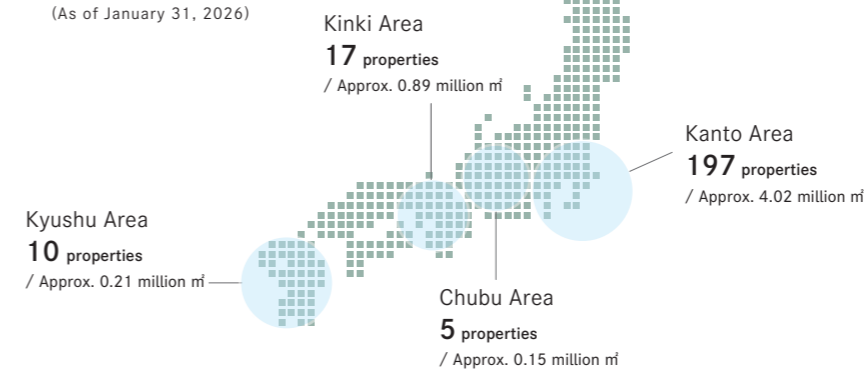 (As of January 31, 2026)
Kinki Area
17 properties
/ Approx. 0.89 million ㎡
Kanto Area
197 properties
/ Approx. 4.02 million ㎡
Kyushu Area
10 properties
/ Approx. 0.21 million ㎡
Chubu Area
5 properties
/ Approx. 0.15 million ㎡